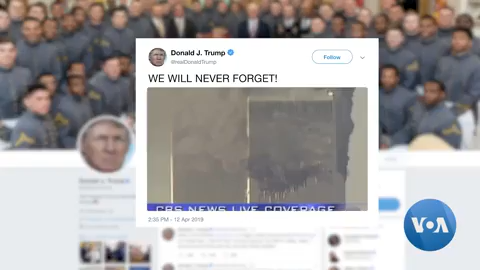 Donald J. Trump
@realDonaldTrump
Follow
WE WILL NEVER FORGET!
CBS NEWS LIVE COVERAGE
2:35 PM - 12 Apr 2019
VOA